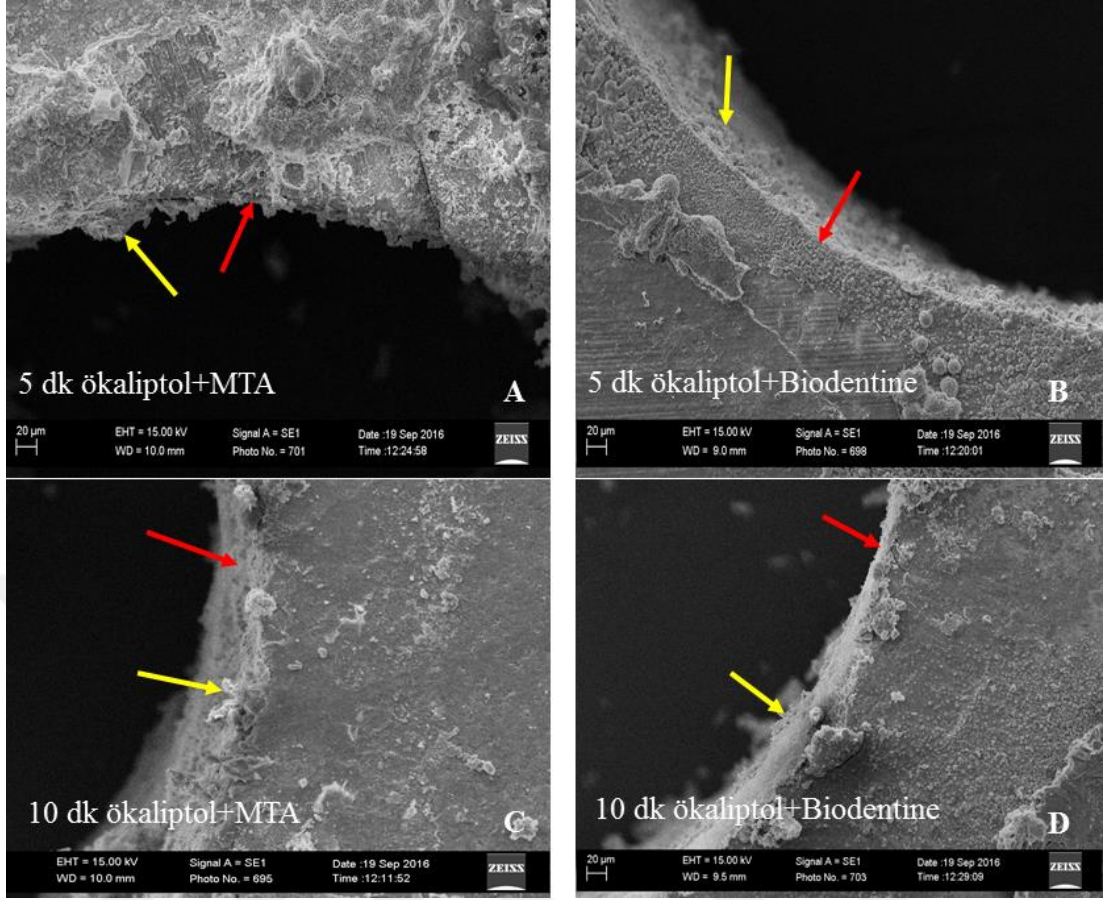 5 dk ökaliptol+MTA
A
20 µm
EHT = 15.00 kV
Signal A = SE1
Date :19 Sep 2016
WD = 10.0 mm
Photo No. = 701
Time :12:24:58
ZEISS
5 dk ökaliptol+Biodentine
B
20 µm
EHT = 15.00 kV
Signal A = SE1
Date :19 Sep 2016
WD = 9.0 mm
Photo No. = 698
Time :12:20:01
ZEISS
10 dk ökaliptol+MTA
C
EHT = 15.00 kV
Signal A = SE1
Date :19 Sep 2016
WD = 10.0 mm
Photo No. = 695
Time :12:11:52
ZEISS
10 dk ökaliptol+Biodentine
D
20 µm
EHT = 15.00 kV
Signal A = SE1
Date :19 Sep 2016
WD = 9.5 mm
Photo No. = 703
Time :12:29:09
ZEISS